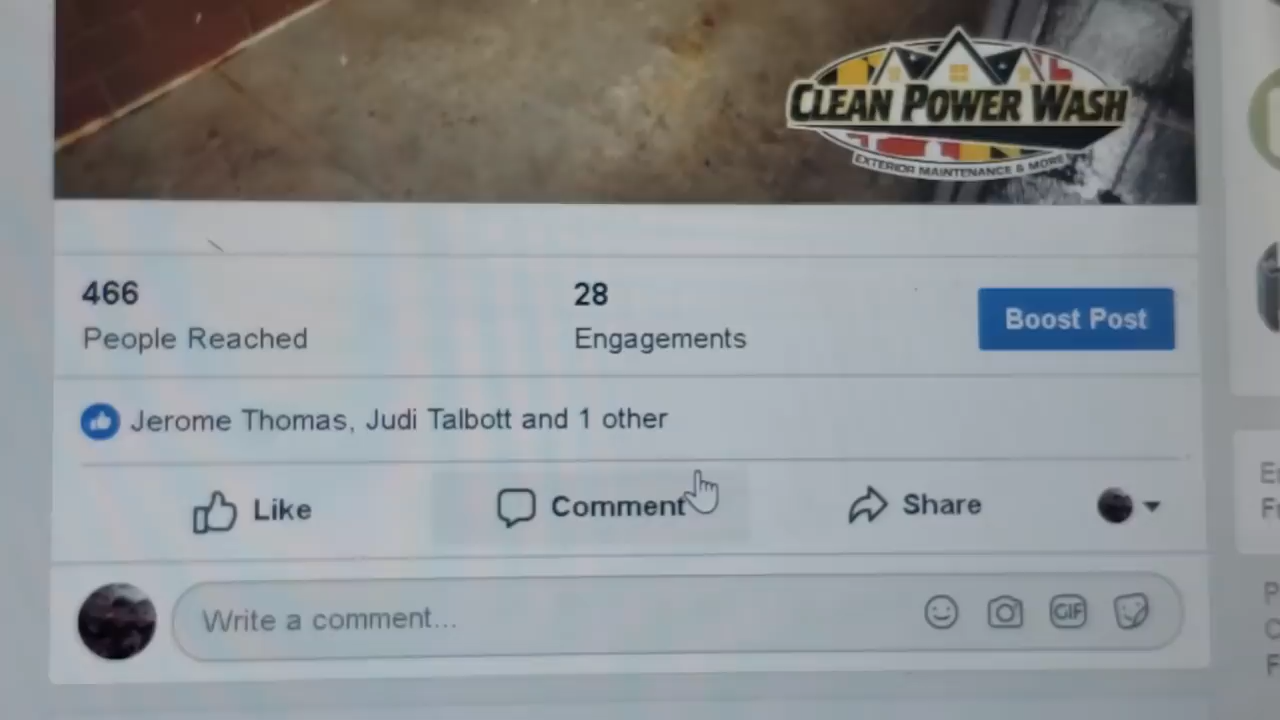 CLEAN POWER WASH
EXTERIOR MAINTENANCE & MORE
466
People Reached
28
Engagements
Boost Post
Jerome Thomas, Judi Talbott and 1 other
Like
Comment
Share
Write a comment...
GIF